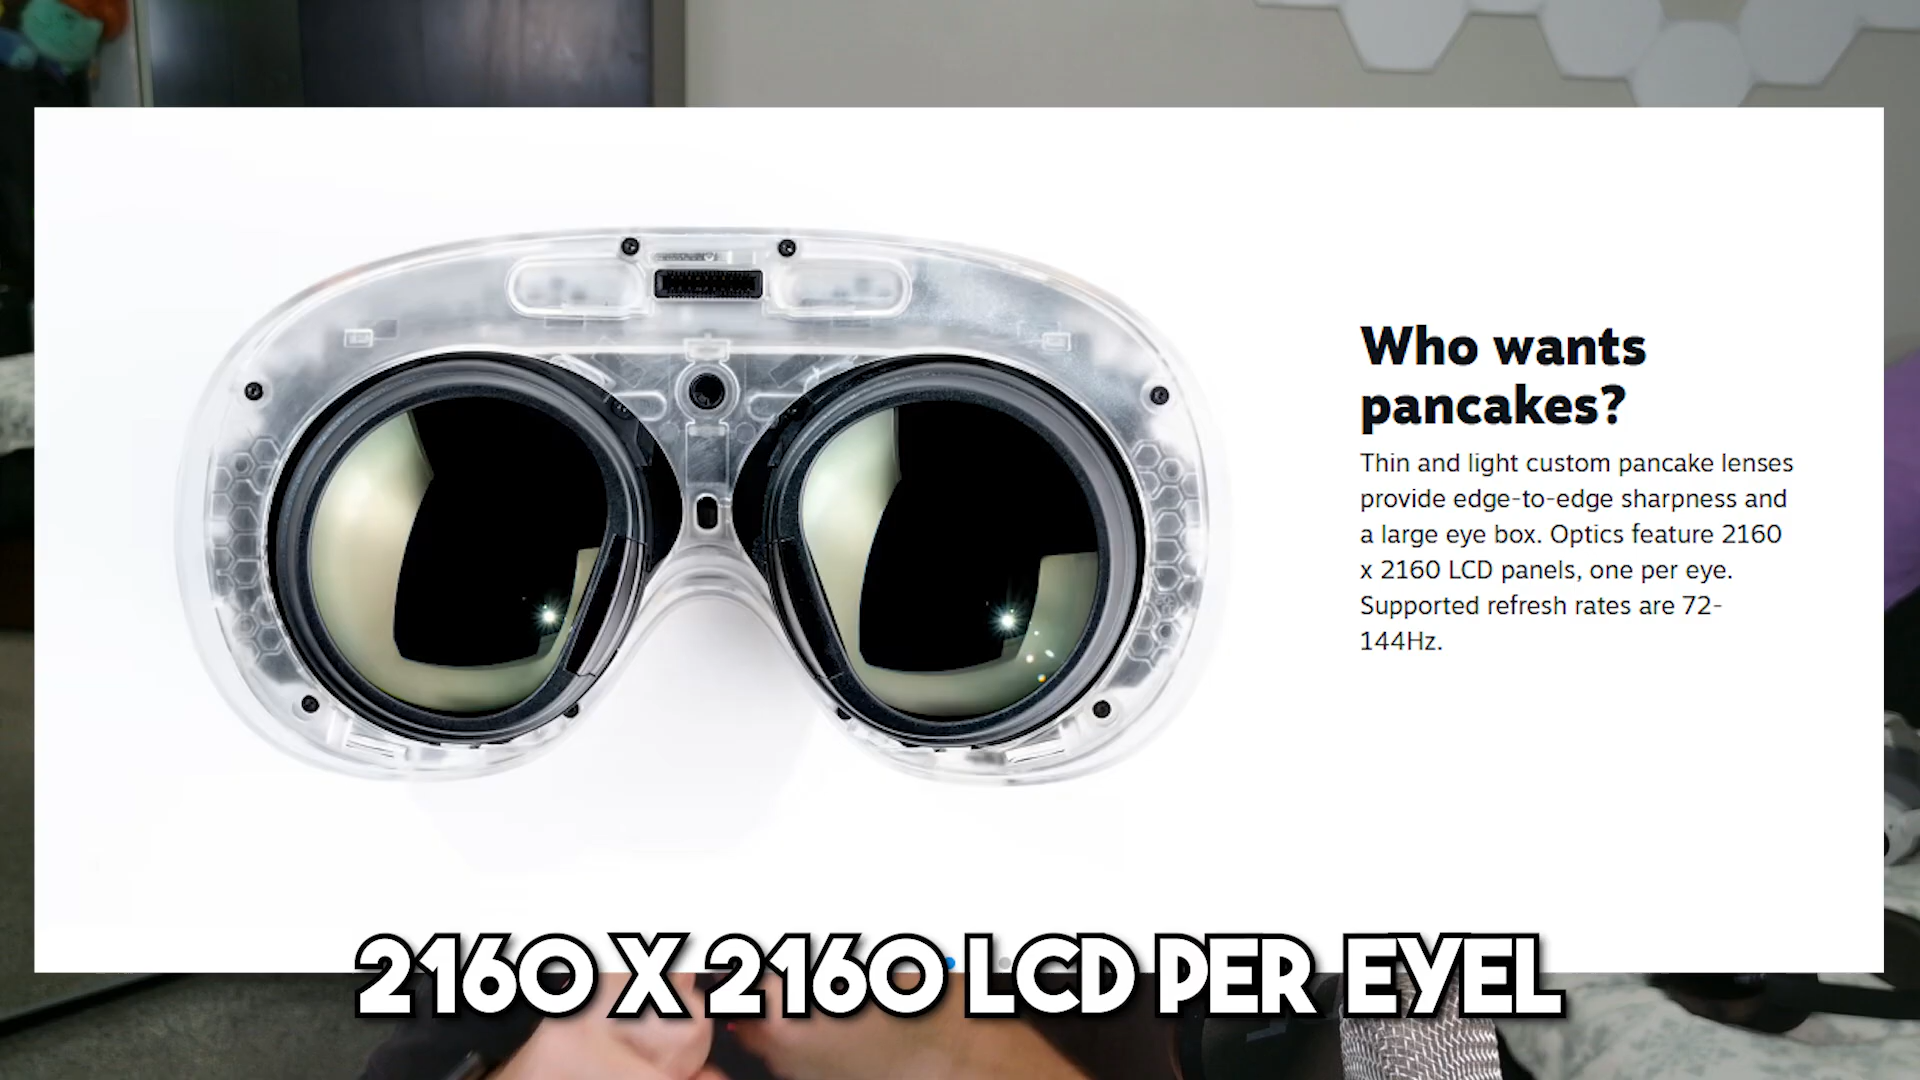 Who wants
pancakes?
Thin and light custom pancake lenses
provide edge-to-edge sharpness and
a large eye box. Optics feature 2160
x 2160 LCD panels, one per eye.
Supported refresh rates are 72-
144Hz.
2160 X 2160 LCD PER EYEL